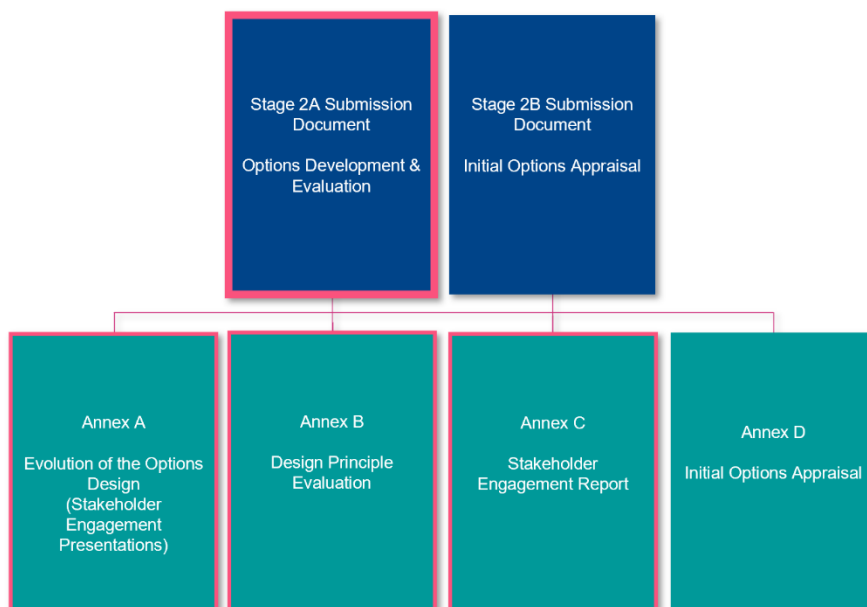 Stage 2A Submission
Document
Options Development &
Evaluation
Stage 2B Submission
Document
Initial Options Appraisal
Annex A
Evolution of the Options
Design
(Stakeholder
Engagement
Presentations)
Annex B
Design Principle
Evaluation
Annex C
Stakeholder
Engagement Report
Annex D
Initial Options Appraisal